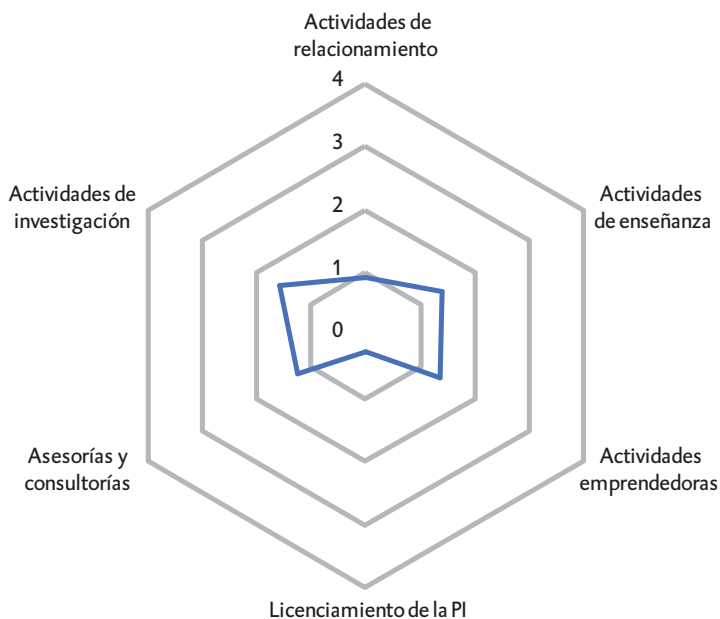 Actividades de
relacionamiento
4
3
2
1
0
Actividades de
investigación
Actividades
de enseñanza
Asesorías y
consultorías
Actividades
emprendedoras
Licenciamiento de la PI